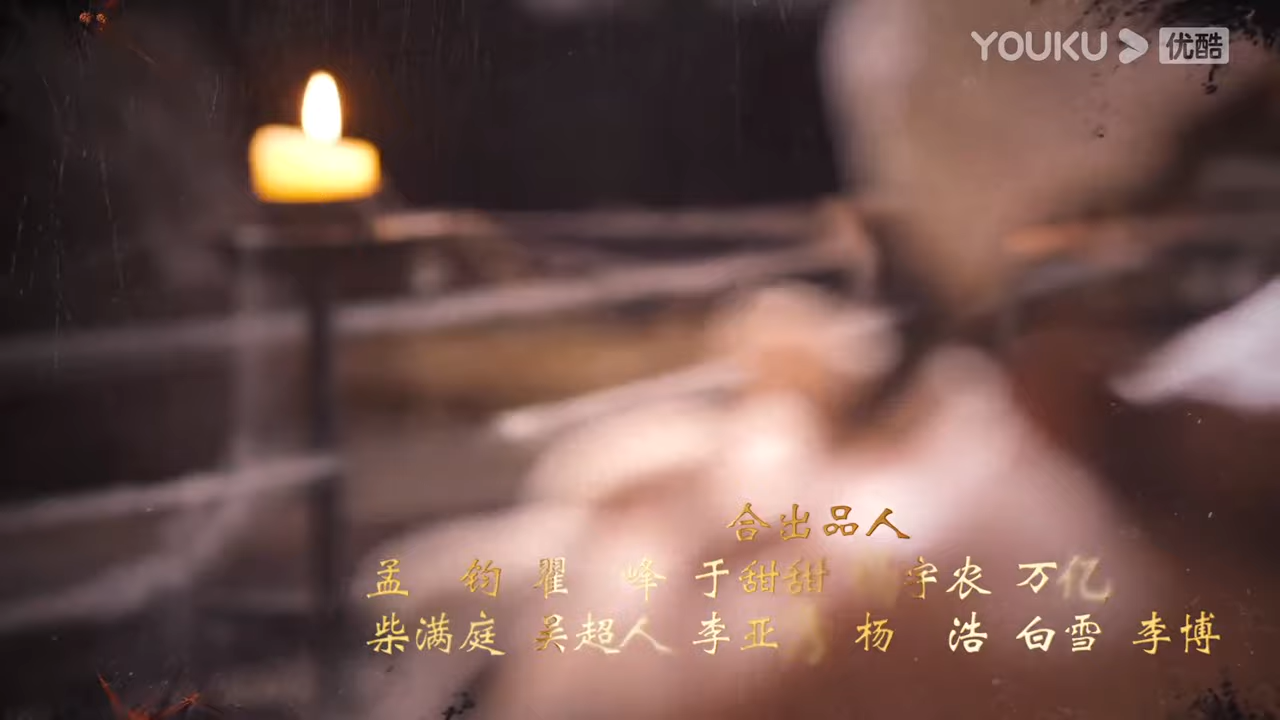 YOUKU 优酷
合出品人
孟 钧 翟 峰 于甜甜 宇农 万亿
柴满庭 吴超人 李亚 杨 浩 白雪 李博